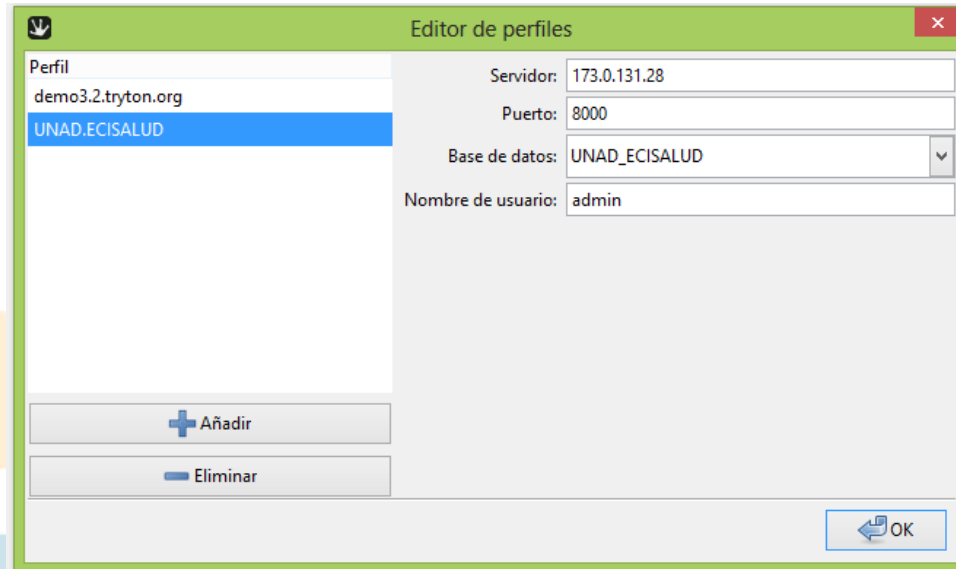 Editor de perfiles
Perfil
demo3.2.tryton.org
UNAD.ECISALUD
Añadir
Eliminar
Servidor: 173.0.131.28
Puerto: 8000
Base de datos: UNAD_ECISALUD
Nombre de usuario: admin
OK